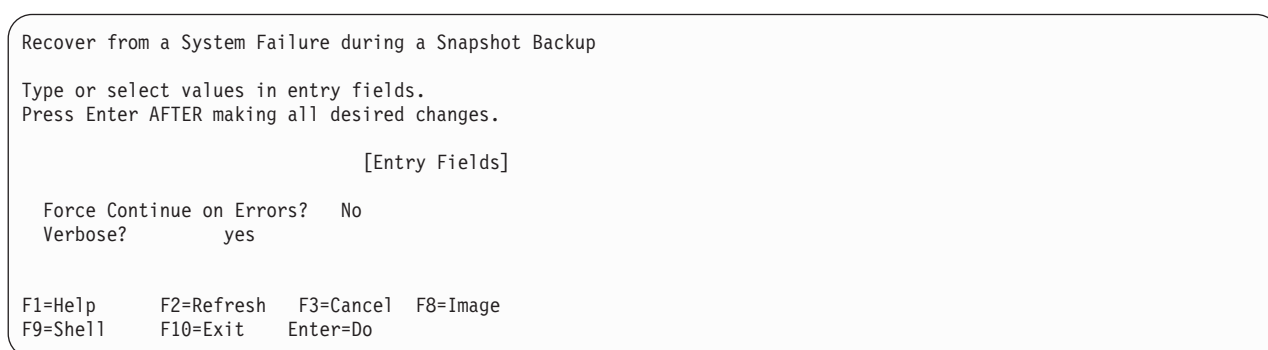 Recover from a System Failure during a Snapshot Backup
Type or select values in entry fields.
Press Enter AFTER making all desired changes.
[Entry Fields]
Force Continue on Errors? No
Verbose? yes
F1=Help F2=Refresh F3=Cancel F8=Image
F9=Shell F10=Exit Enter=Do